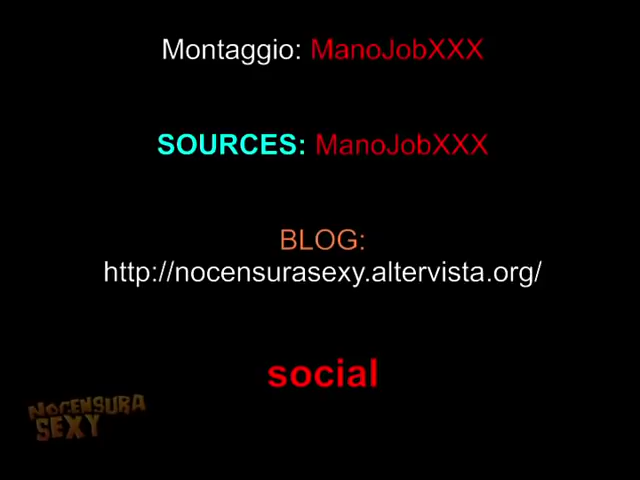 Montaggio: ManoJobXXX
SOURCES: ManoJobXXX
BLOG:
http://nocensurasexy.altervista.org/
social
NOCENSURA
SEXY